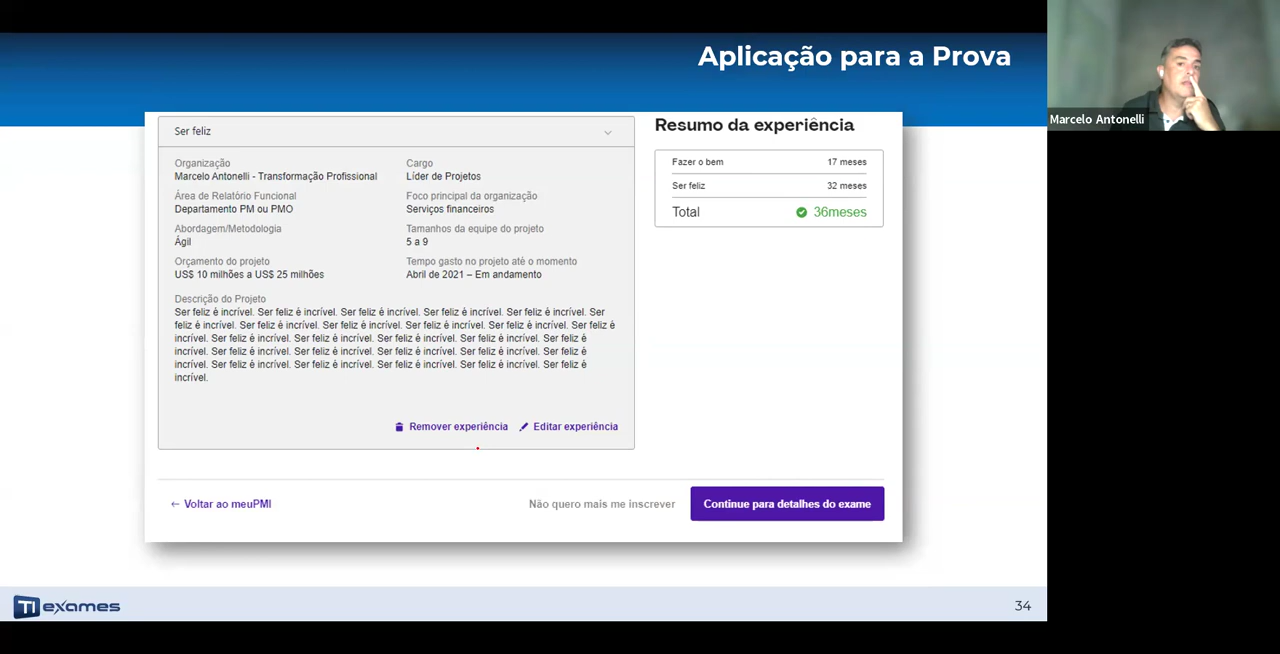 Aplicação para a Prova
Marcelo Antonelli
Ser feliz
Organização
Marcelo Antonelli - Transformação Profissional
Cargo
Líder de Projetos
Área de Relatório Funcional
Departamento PM ou PMO
Foco principal da organização
Serviços financeiros
Abordagem/Metodologia
Ágil
Tamanhos da equipe do projeto
5 a 9
Orçamento do projeto
US$ 10 milhões a US$ 25 milhões
Tempo gasto no projeto até o momento
Abril de 2021 – Em andamento
Descrição do Projeto
Ser feliz é incrível. Ser feliz é incrível. Ser feliz é incrível. Ser feliz é incrível. Ser feliz é incrível. Ser
feliz é incrível. Ser feliz é incrível. Ser feliz é incrível. Ser feliz é incrível. Ser feliz é incrível. Ser feliz é
incrível. Ser feliz é incrível. Ser feliz é incrível. Ser feliz é incrível. Ser feliz é incrível. Ser feliz é
incrível. Ser feliz é incrível. Ser feliz é incrível. Ser feliz é incrível. Ser feliz é incrível. Ser feliz é
incrível. Ser feliz é incrível. Ser feliz é incrível. Ser feliz é incrível. Ser feliz é incrível. Ser feliz é
incrível.
Remover experiência
Editar experiência
Resumo da experiência
Fazer o bem 17 meses
Ser feliz 32 meses
Total 36meses
← Voltar ao meuPMI
Não quero mais me inscrever
Continue para detalhes do exame
TI exames
34